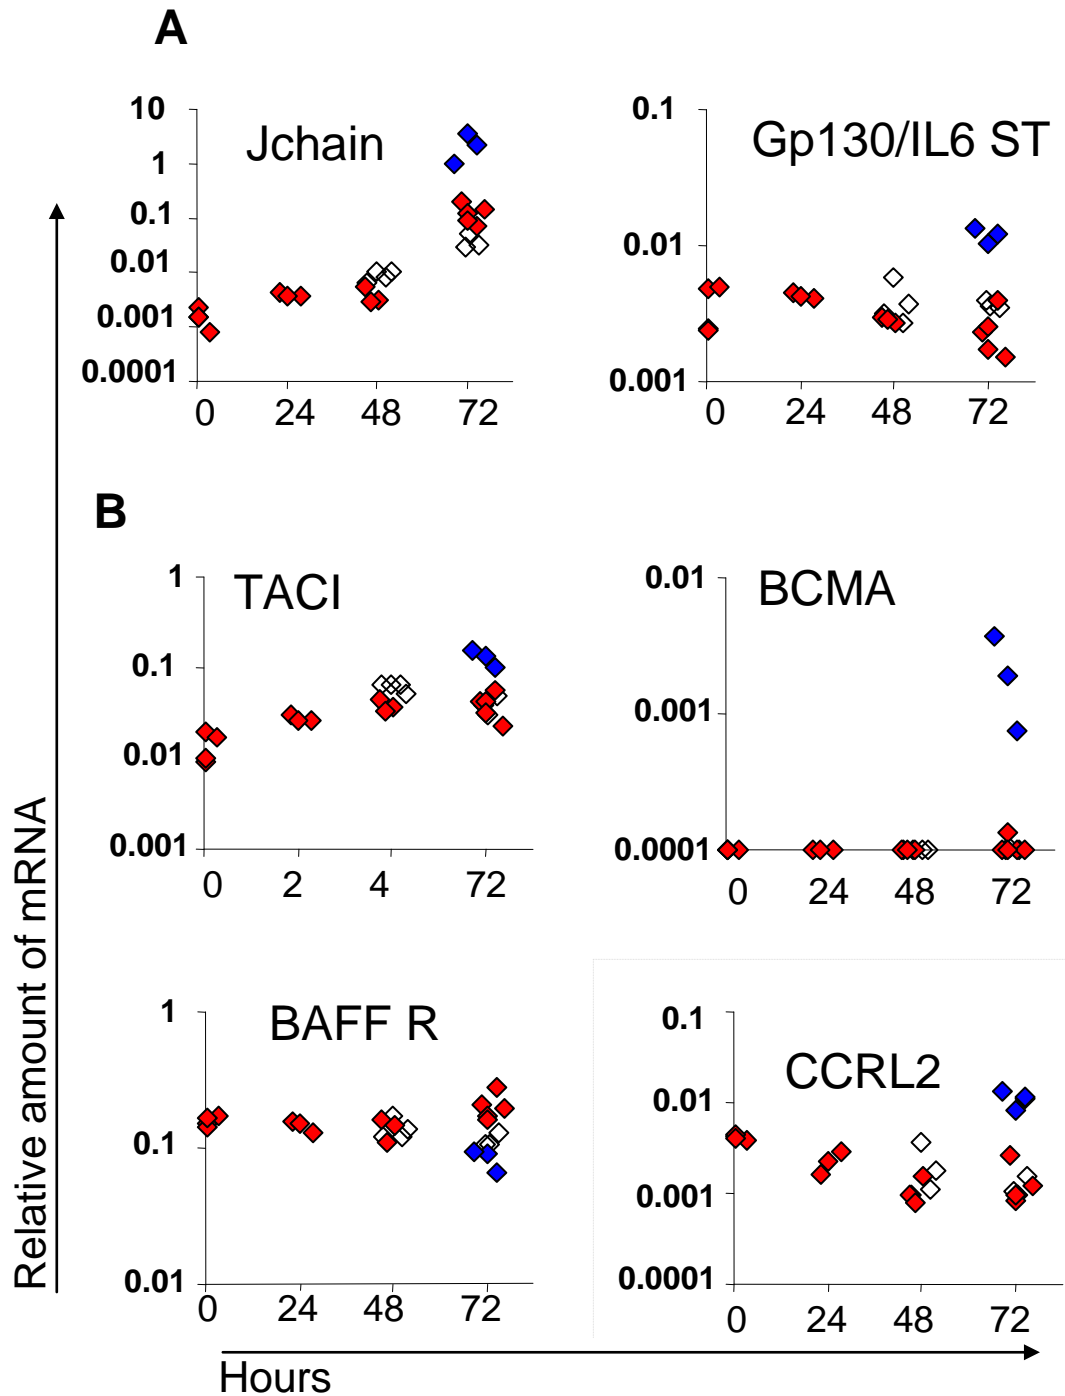 A
Jchain
10
1
0.1
0.01
0.001
0.0001
0 24 48 72
Gp130/IL6 ST
0.1
0.01
0.001
0 24 48 72
B
TACI
1
0.1
0.01
0.001
0 2 4 72
BCMA
0.01
0.001
0.0001
0 24 48 72
BAFF R
1
0.1
0.01
0 24 48 72
CCRL2
0.1
0.01
0.001
0.0001
0 24 48 72
Relative amount of mRNA
Hours